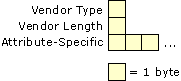 Vendor Type
Vendor Length
Attribute-Specific ...
= 1 byte